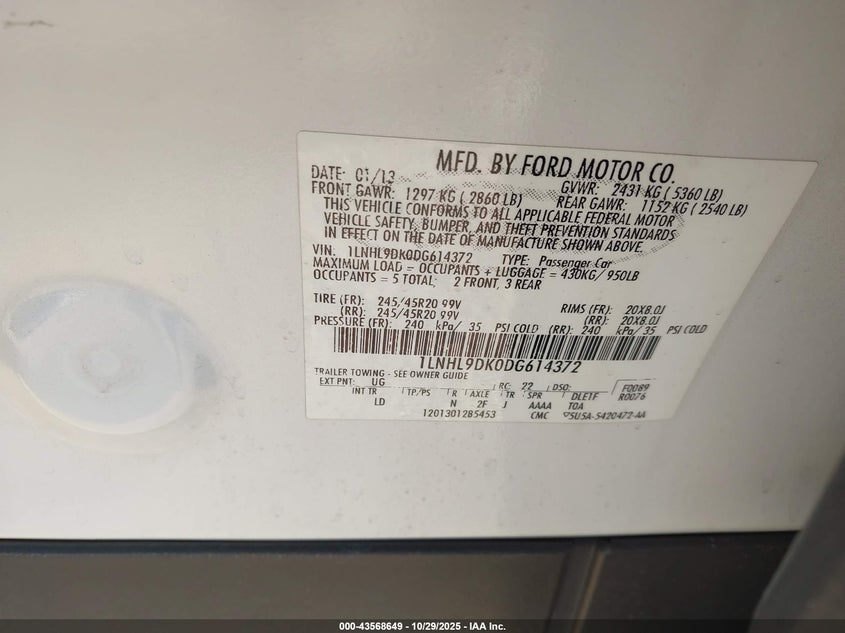 MFD. BY FORD MOTOR CO.
DATE: 01/13 GVWR: 2431 KG ( 5360 LB)
FRONT GAWR: 1297 KG ( 2860 LB) REAR GAWR: 1152 KG ( 2540 LB)
THIS VEHICLE CONFORMS TO ALL APPLICABLE FEDERAL MOTOR
VEHICLE SAFETY, BUMPER, AND THEFT PREVENTION STANDARDS
IN EFFECT ON THE DATE OF MANUFACTURE SHOWN ABOVE.
VIN: 1LNHL9DK0DG614372 TYPE: Passenger Car
MAXIMUM LOAD = OCCUPANTS + LUGGAGE = 430KG/ 950LB
OCCUPANTS = 5 TOTAL; 2 FRONT, 3 REAR
TIRE (FR): 245/45R20 99V RIMS (FR): 20X8.0J
(RR): 245/45R20 99V (RR): 20X8.0J
PRESSURE (FR): 240 kPa/ 35 PSI COLD (RR): 240 kPa/ 35 PSI COLD
1LNHL9DK0DG614372
TRAILER TOWING - SEE OWNER GUIDE
EXT PNT: UG RC: 22 DSO: F0089
INT TR TP/PS R AXLE TR SPR DLE1F R0076
LD N 2F J AAAA TOA
1201301285453 CMC 5U5A-5420472-AA
000-43568649 - 10/29/2025 - IAA Inc.